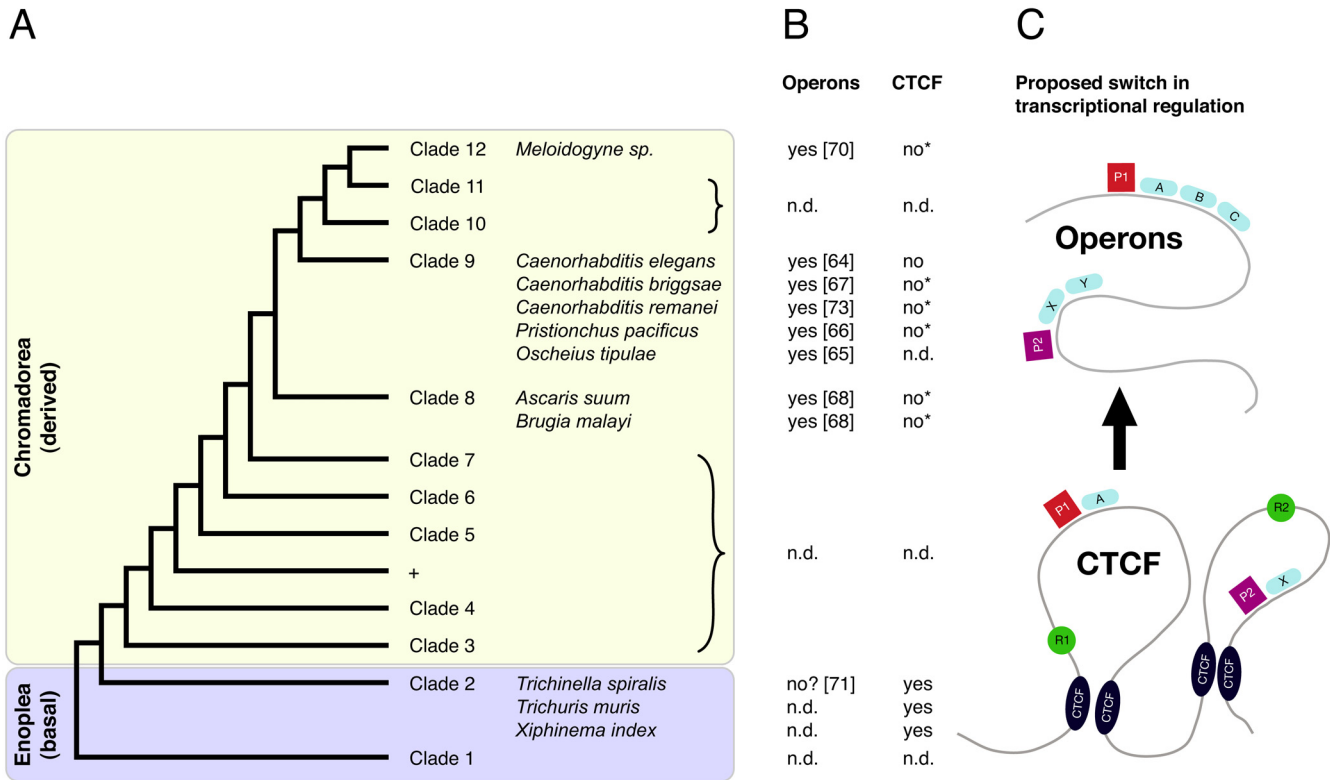 A
B
C
Operons CTCF
Proposed switch in
transcriptional regulation
Chromadorea
(derived)
Enoplea
(basal)
Clade 12 Meloidogyne sp. yes [70] no*
Clade 11
n.d. n.d.
Clade 10
Clade 9 Caenorhabditis elegans yes [64] no
Caenorhabditis briggsae yes [67] no*
Caenorhabditis remanei yes [73] no*
Pristionchus pacificus yes [66] no*
Oscheius tipulae yes [65] n.d.
Clade 8 Ascaris suum yes [68] no*
Brugia malayi yes [68] no*
Clade 7
Clade 6
Clade 5
n.d. n.d.
+
Clade 4
Clade 3
Clade 2 Trichinella spiralis no? [71] yes
Trichuris muris n.d. yes
Xiphinema index n.d. yes
Clade 1 n.d. n.d.
P1 A B C
Operons
X Y
P2
P1 A
CTCF
R1
R2
P2 X
CTCF CTCF
CTCF CTCF